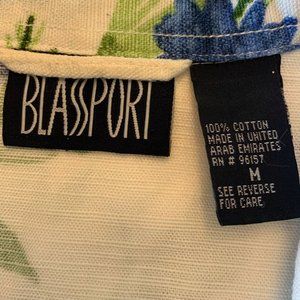 BLASSPORT
100% COTTON
MADE IN UNITED
ARAB EMIRATES
RN # 96157
M
SEE REVERSE
FOR CARE